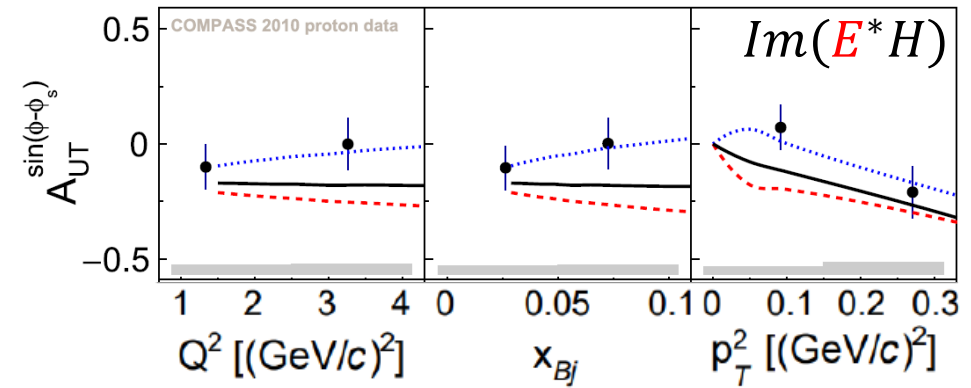 COMPASS 2010 proton data
Im(E*H)
A_UT^sin(ϕ-ϕ_s)
0.5
0
−0.5
1 2 3 4
0 0.05 0.1
0 0.1 0.2 0.3
Q² [(GeV/c)²]
x_Bj
p_T² [(GeV/c)²]